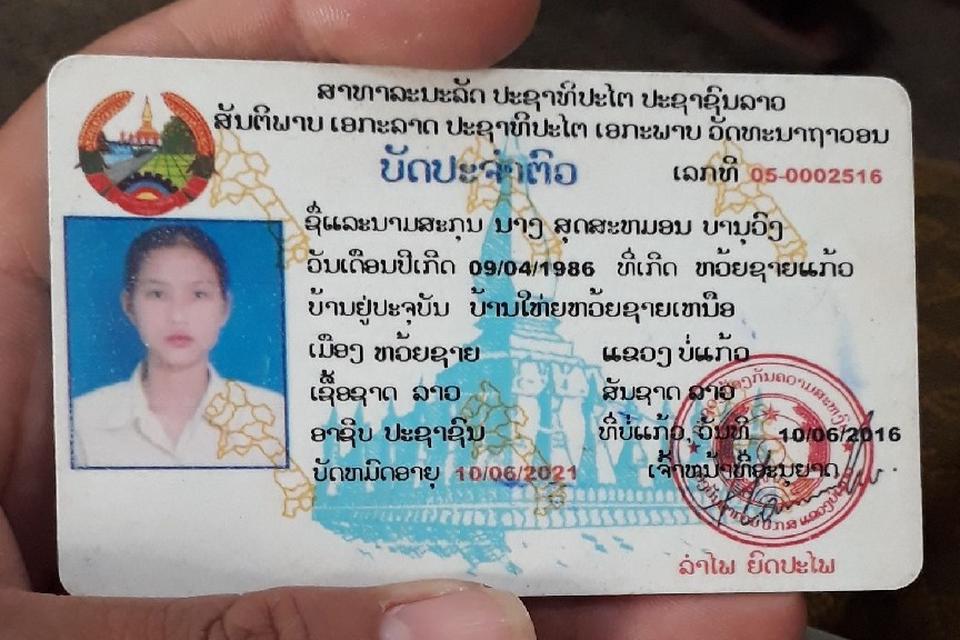 ສາທາລະນະລັດ ປະຊາທິປະໄຕ ປະຊາຊົນລາວ
ສັນຕິພາບ ເອກະລາດ ປະຊາທິປະໄຕ ເອກະພາບ ວັດທະນາຖາວອນ
ບັດປະຈຳຕົວ ເລກທີ 05-0002516
ຊື່ແລະນາມສະກຸນ ນາງ ສຸດສະຫມອນ ບານຸວົງ
ວັນເດືອນປີເກີດ 09/04/1986 ທີ່ເກີດ ຫວ້ຍຊາຍແກ້ວ
ບ້ານຢູ່ປະຈຸບັນ ບ້ານໃຫ່ຍຫວ້ຍຊາຍເຫນືອ
ເມືອງ ຫວ້ຍຊາຍ ແຂວງ ບໍ່ແກ້ວ
ເຊື້ອຊາດ ລາວ ສັນຊາດ ລາວ
ອາຊີບ ປະຊາຊົນ ທີ່ບໍ່ແກ້ວ, ວັນທີ 10/06/2016
ບັດຫມົດອາຍຸ 10/06/2021 ເຈົ້າຫນ້າທີ່ອະນຸຍາດ
ລຳໄພ ຍົດປະໄພ